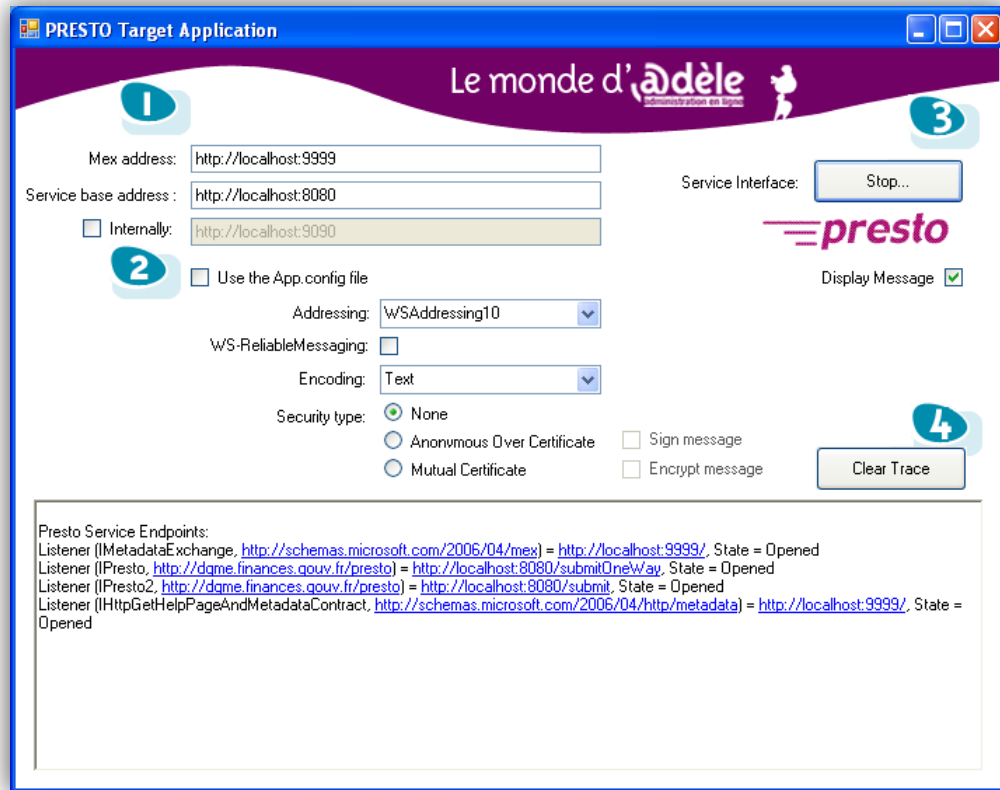 PRESTO Target Application
Le monde d'@dèle
administration en ligne
1
3
Mex address: http://localhost:9999
Service Interface: Stop...
Service base address : http://localhost:8080
Internally: http://localhost:9090
presto
2
Use the App.config file
Display Message
Addressing: WSAddressing10
WS-ReliableMessaging:
Encoding: Text
Security type: None
4
Anonymous Over Certificate Sign message
Mutual Certificate Encrypt message
Clear Trace
Presto Service Endpoints:
Listener (IMetadataExchange, http://schemas.microsoft.com/2006/04/mex) = http://localhost:9999/, State = Opened
Listener (IPresto, http://dgme.finances.gouv.fr/presto) = http://localhost:8080/submitOneWay, State = Opened
Listener (IPresto2, http://dgme.finances.gouv.fr/presto) = http://localhost:8080/submit, State = Opened
Listener (IHttpGetHelpPageAndMetadataContract, http://schemas.microsoft.com/2006/04/http/metadata) = http://localhost:9999/, State =
Opened